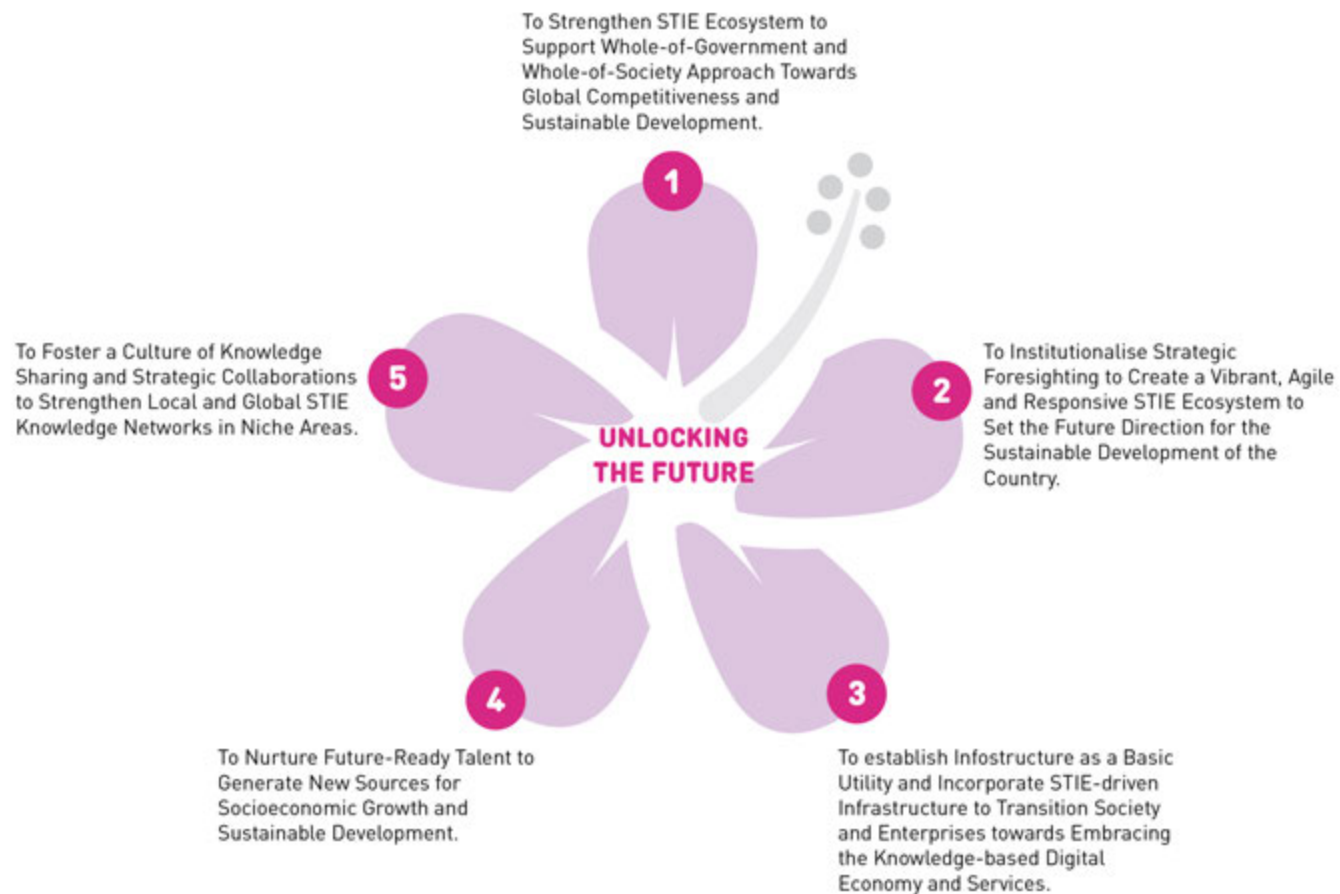 To Strengthen STIE Ecosystem to
Support Whole-of-Government and
Whole-of-Society Approach Towards
Global Competitiveness and
Sustainable Development.
1
To Institutionalise Strategic
Foresighting to Create a Vibrant, Agile
and Responsive STIE Ecosystem to
Set the Future Direction for the
Sustainable Development of the
Country.
2
To establish Infostructure as a Basic
Utility and Incorporate STIE-driven
Infrastructure to Transition Society
and Enterprises towards Embracing
the Knowledge-based Digital
Economy and Services.
3
To Nurture Future-Ready Talent to
Generate New Sources for
Socioeconomic Growth and
Sustainable Development.
4
To Foster a Culture of Knowledge
Sharing and Strategic Collaborations
to Strengthen Local and Global STIE
Knowledge Networks in Niche Areas.
5
UNLOCKING
THE FUTURE